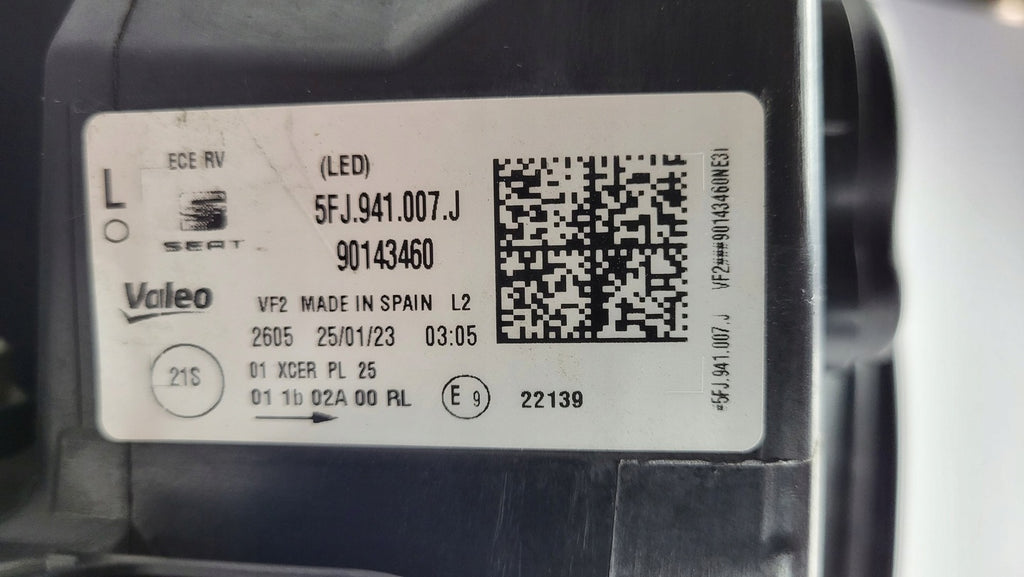 L
ECE RV
SEAT
(LED)
5FJ.941.007.J
90143460
Valeo
VF2 MADE IN SPAIN L2
2605 25/01/23 03:05
21S
01 XCER PL 25
01 1b 02A 00 RL
E 9
22139
#5FJ.941.007.J VF2###90143460NE31